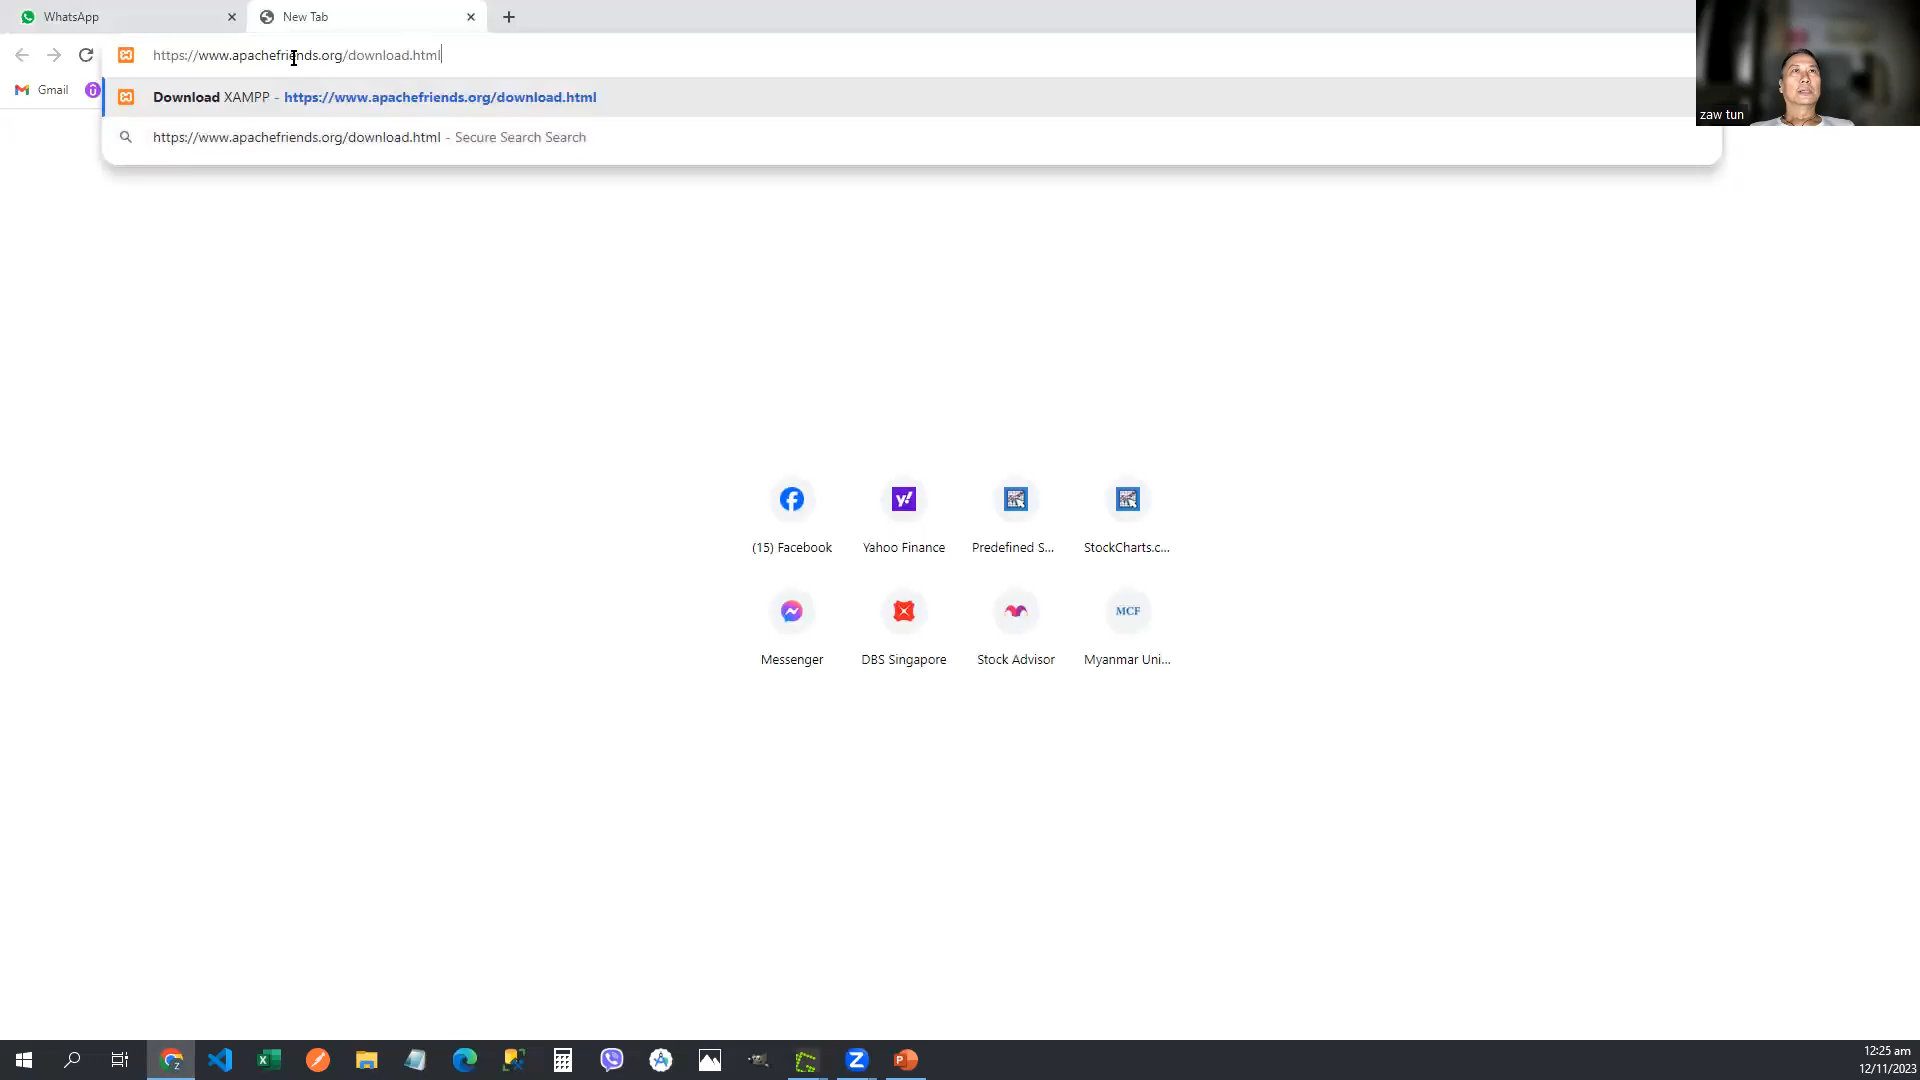 WhatsApp
New Tab
https://www.apachefriends.org/download.html
Gmail
Download XAMPP - https://www.apachefriends.org/download.html
https://www.apachefriends.org/download.html - Secure Search Search
zaw tun
(15) Facebook
Yahoo Finance
Predefined S...
StockCharts.c...
MCF
Messenger
DBS Singapore
Stock Advisor
Myanmar Uni...
12:25 am
12/11/2023